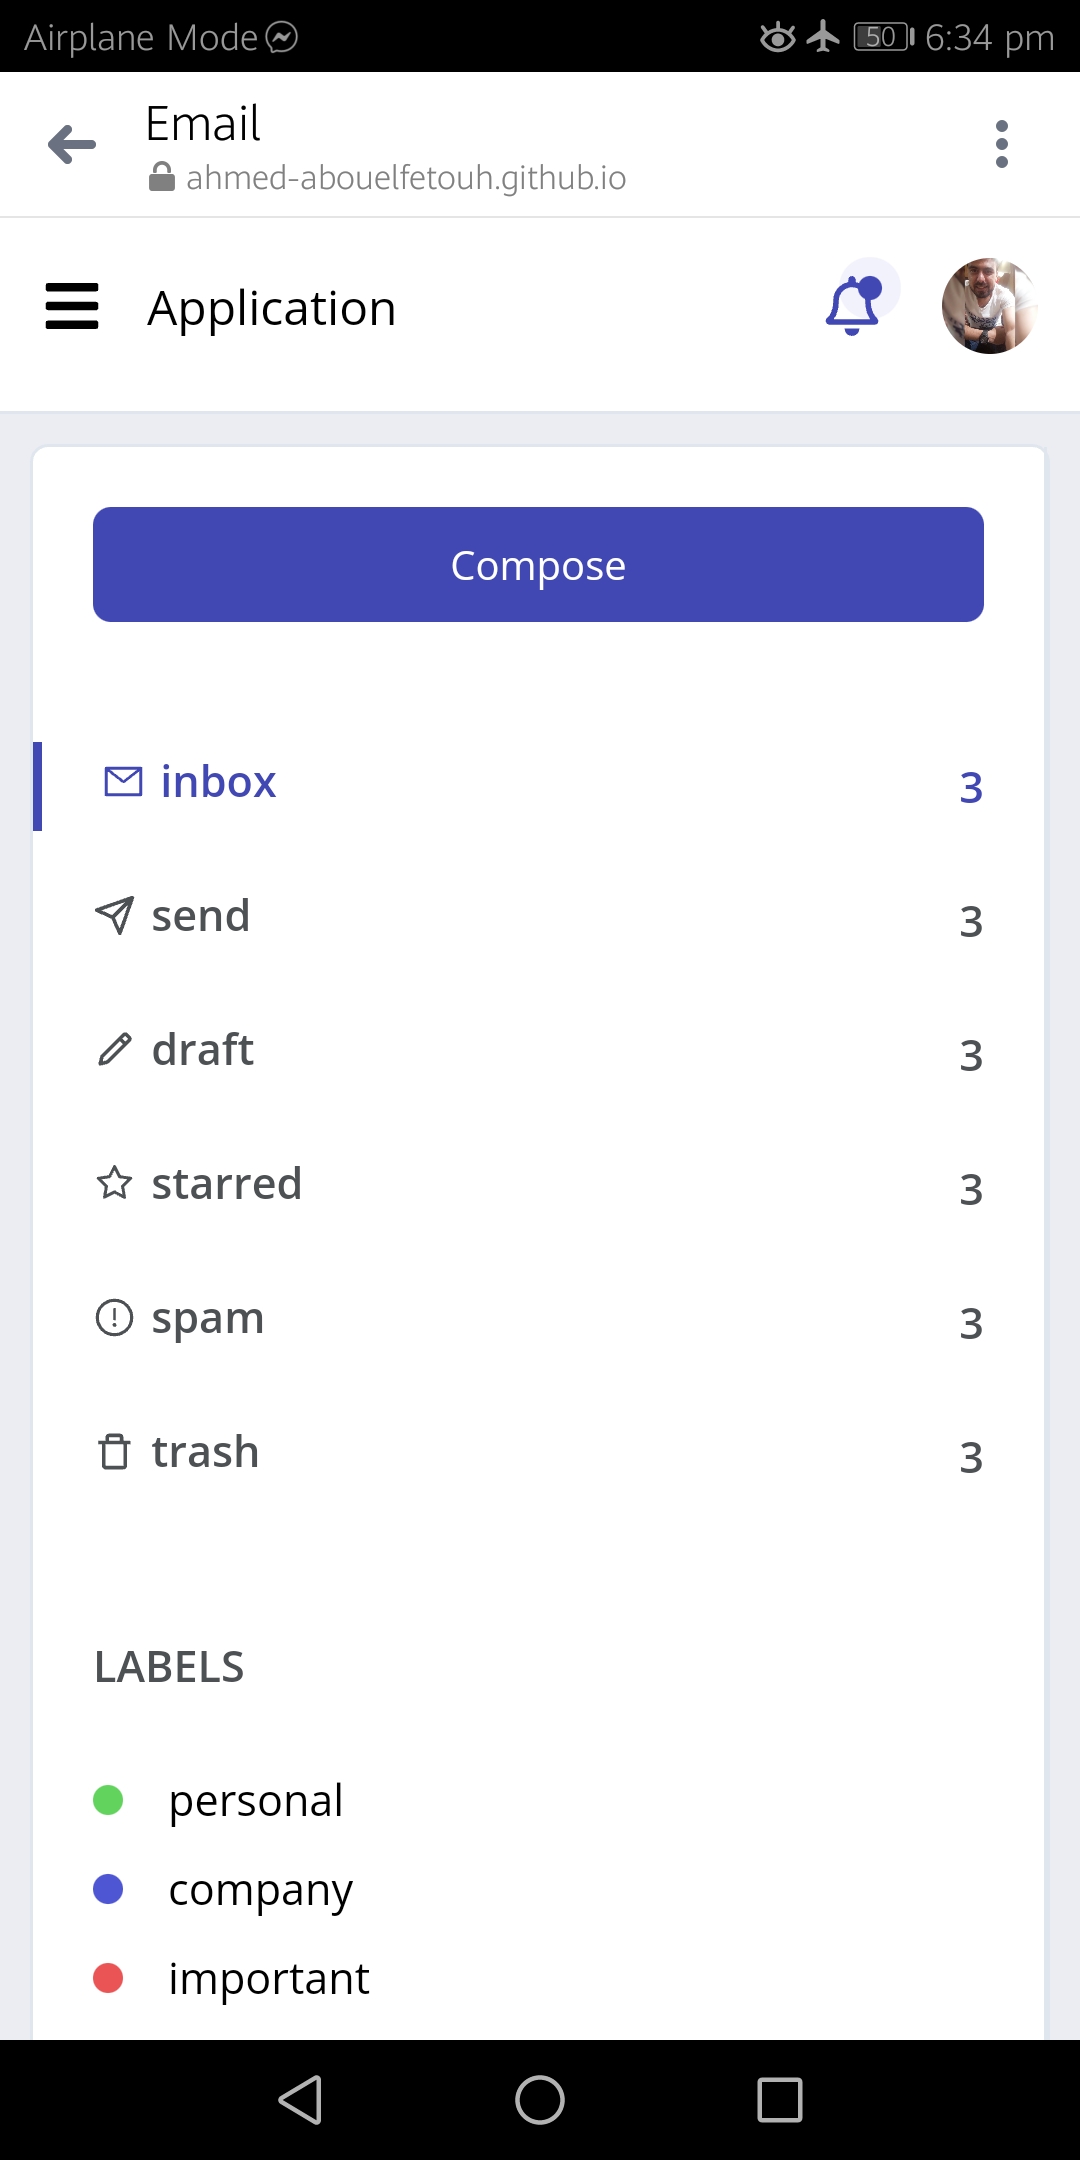 Airplane Mode 50 6:34 pm
Email
ahmed-abouelfetouh.github.io
Application
Compose
inbox 3
send 3
draft 3
starred 3
spam 3
trash 3
LABELS
personal
company
important